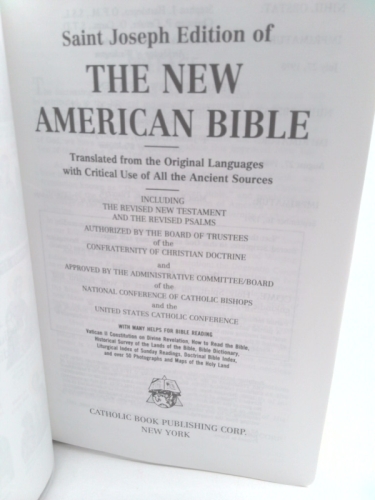 Saint Joseph Edition of
THE NEW
AMERICAN BIBLE
Translated from the Original Languages
with Critical Use of All the Ancient Sources
INCLUDING
THE REVISED NEW TESTAMENT
AND THE REVISED PSALMS
AUTHORIZED BY THE BOARD OF TRUSTEES
of the
CONFRATERNITY OF CHRISTIAN DOCTRINE
and
APPROVED BY THE ADMINISTRATIVE COMMITTEE/BOARD
of the
NATIONAL CONFERENCE OF CATHOLIC BISHOPS
and the
UNITED STATES CATHOLIC CONFERENCE
WITH MANY HELPS FOR BIBLE READING
Vatican II Constitution on Divine Revelation, How to Read the Bible,
Historical Survey of the Lands of the Bible, Bible Dictionary,
Liturgical Index of Sunday Readings, Doctrinal Bible Index,
and over 50 Photographs and Maps of the Holy Land
CATHOLIC BOOK PUBLISHING CORP.
NEW YORK